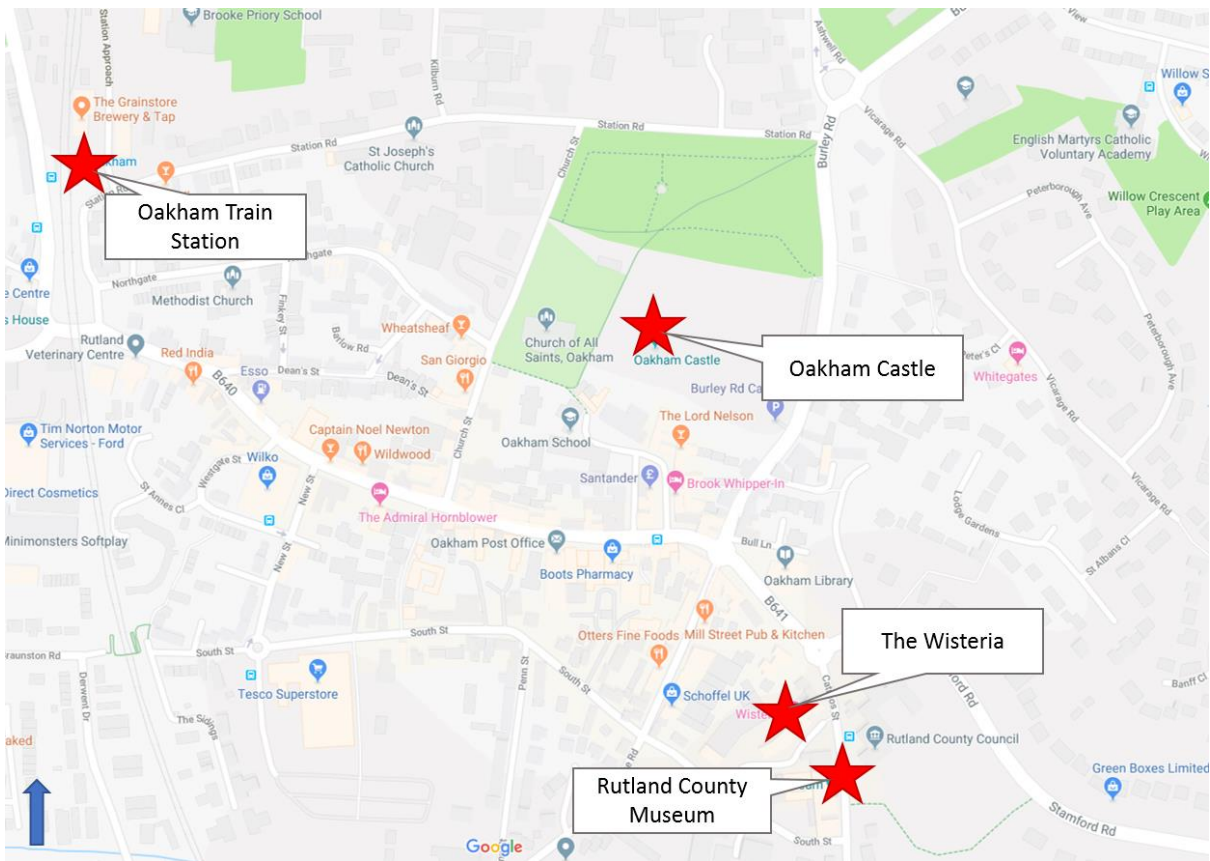 Brooke Priory School
Station Approach
The Grainstore
Brewery & Tap
Kilburn Rd
Station Rd
St Joseph's
Catholic Church
Station Rd
Church St
Station Rd
Burley Rd
Ashwell Rd
Vicarage Rd
English Martyrs Catholic
Voluntary Academy
Willow Crescent
Play Area
Peterborough Ave
Oakham Train
Station
Northgate
Methodist Church
Finker St
Barlow Rd
Wheatsheaf
San Giorgio
Church of All
Saints, Oakham
Oakham Castle
Oakham Castle
Peterborough Ave
Whitegates
Vicarage Rd
Rutland
Veterinary Centre
Red India
B640
Esso
Dean's St
Dean's St
The Lord Nelson
Oakham School
Church St
Captain Noel Newton
Wildwood
Tim Norton Motor
Services - Ford
Westgate St
Wilko
New St
St Annes Cl
Direct Cosmetics
Santander
Brook Whipper-In
The Admiral Hornblower
Vicarage Rd
Lodge Gardens
St Albans Cl
Minimonsters Softplay
New St
Oakham Post Office
Boots Pharmacy
Bull Ln
Oakham Library
B641
Otters Fine Foods
Mill Street Pub & Kitchen
The Wisteria
South St
South St
South St
Penn St
Tesco Superstore
Derwent Dr
The Sidings
Schoffel UK
Rutland County Council
Banff Cl
Rutland County
Museum
Green Boxes Limited
Stamford Rd
South St
Google